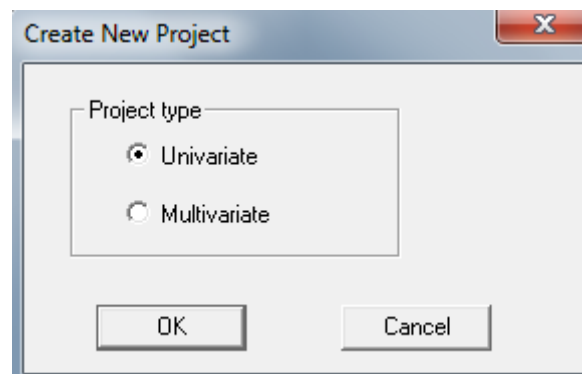 Create New Project
Project type
Univariate
Multivariate
OK
Cancel